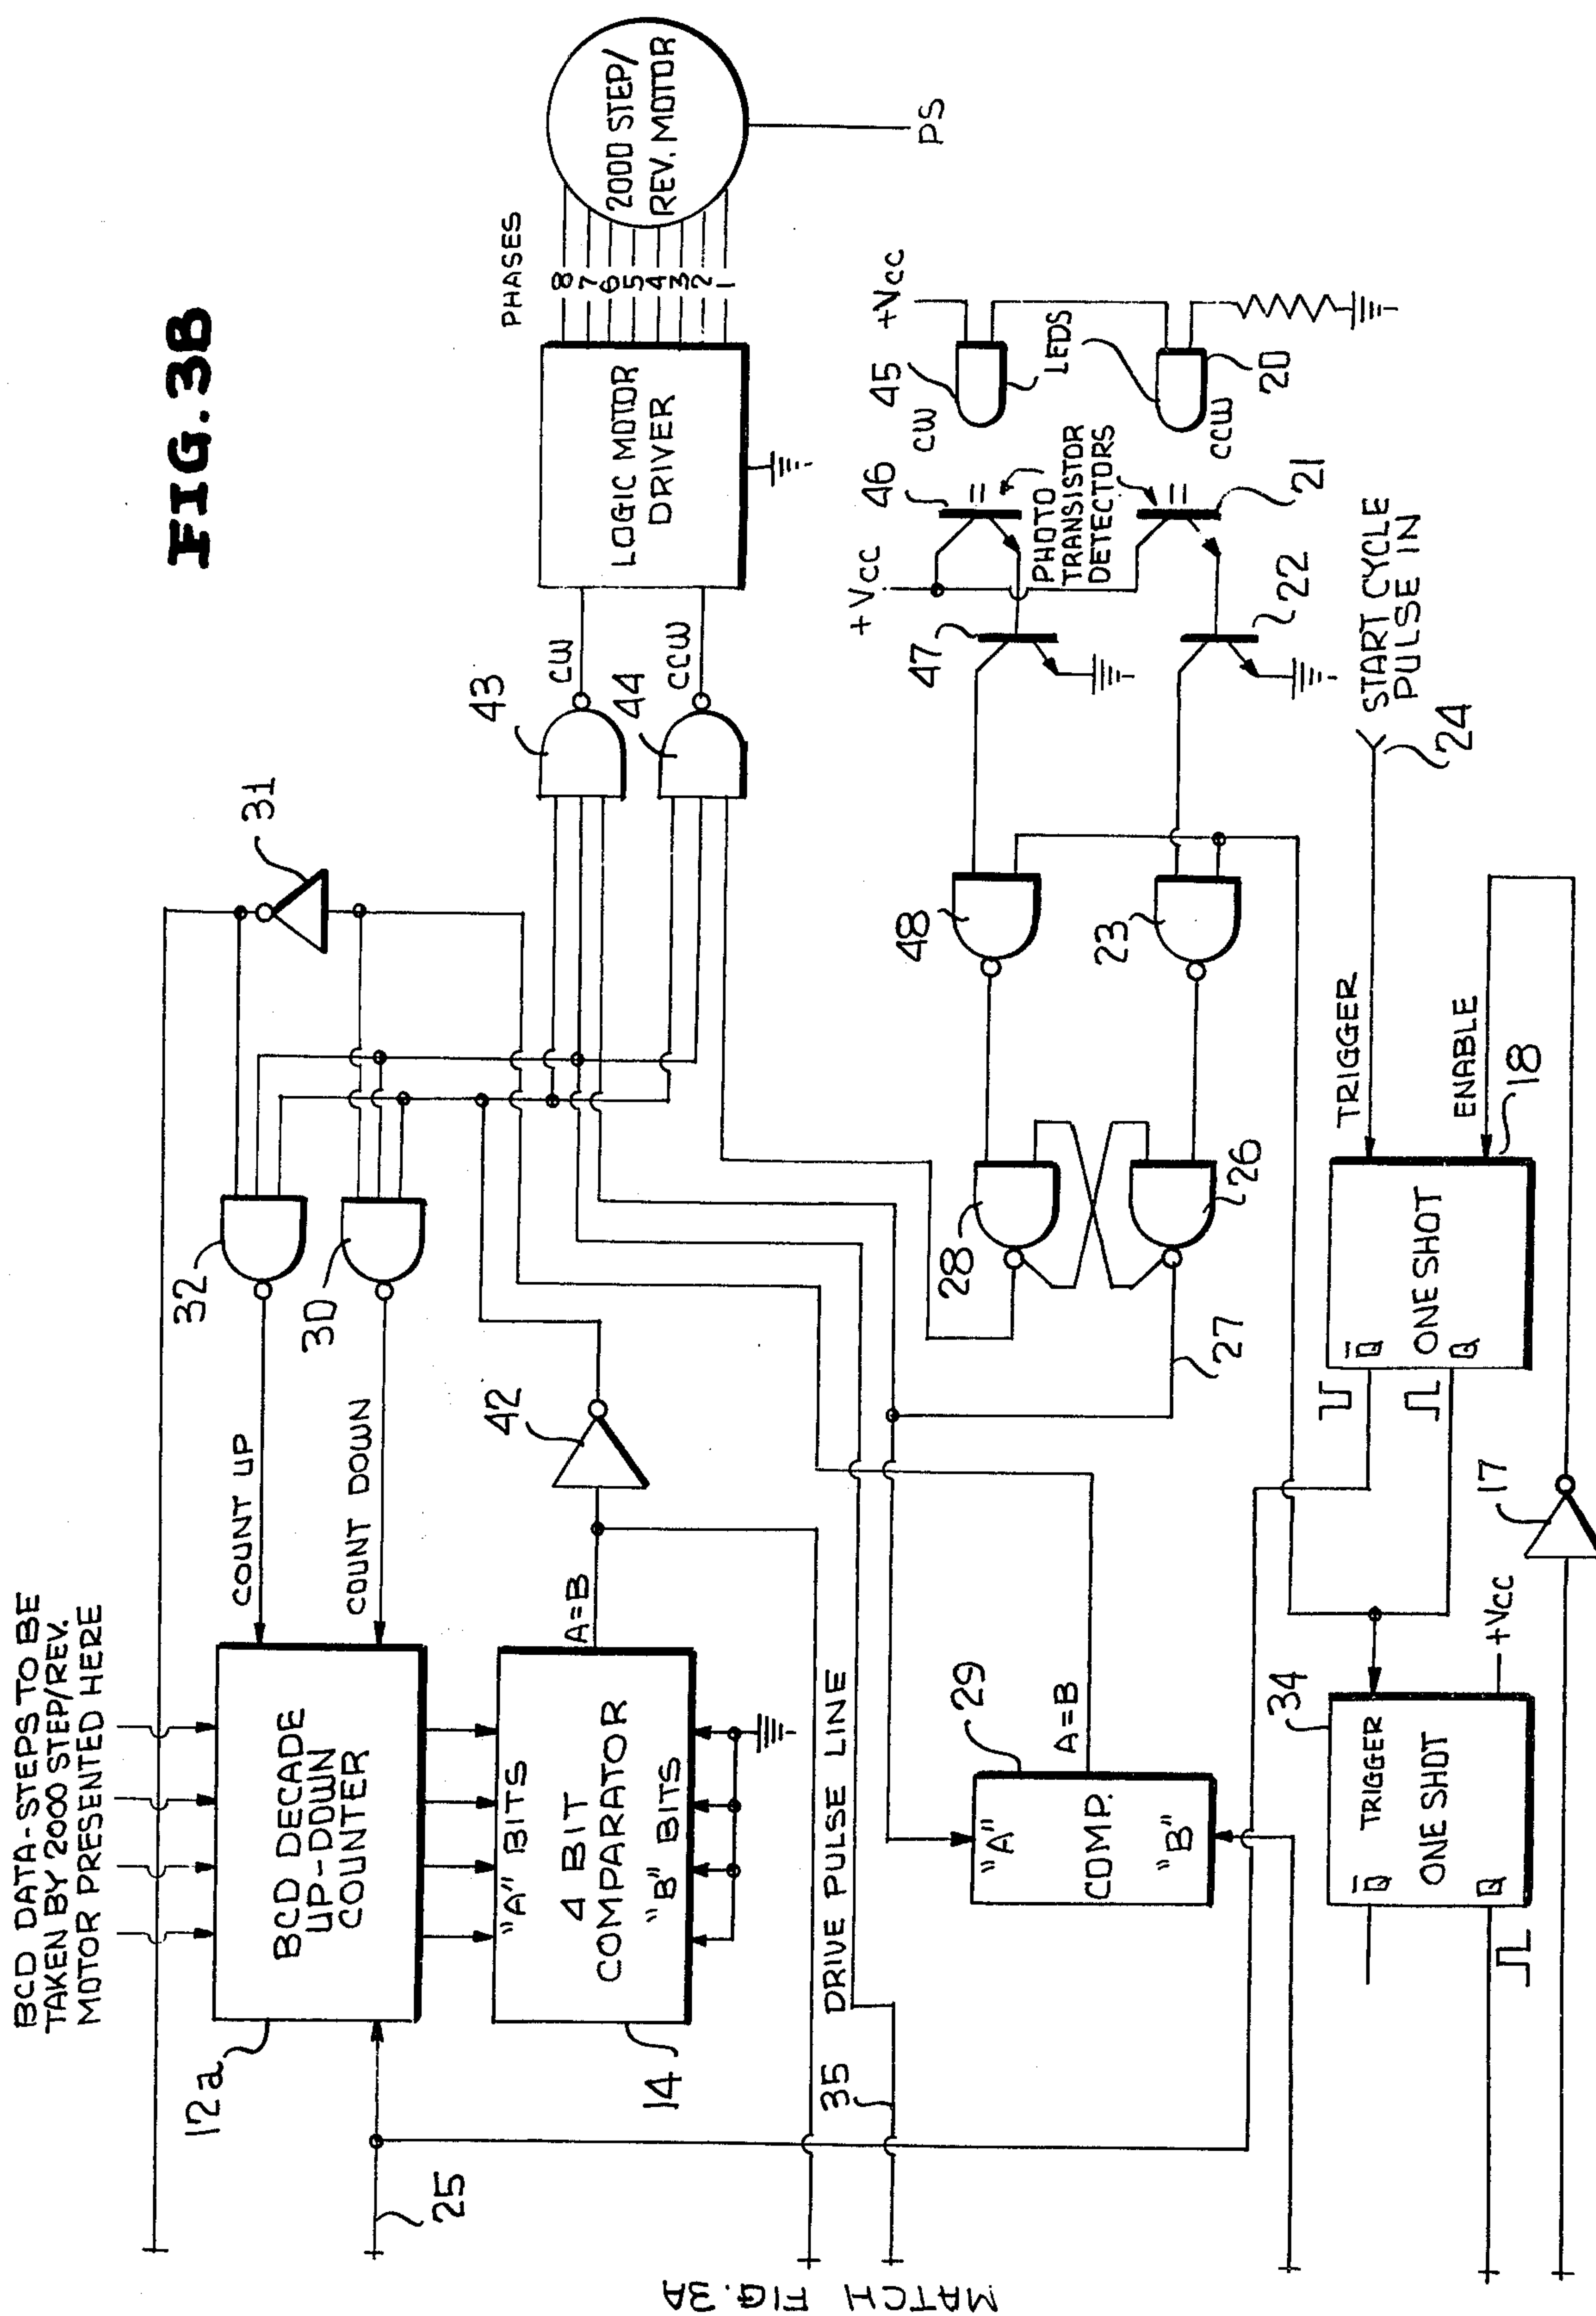 FIG. 3B
BCD DATA-STEPS TO BE
TAKEN BY 2000 STEP/REV.
MOTOR PRESENTED HERE
12a
BCD DECADE
UP-DOWN
COUNTER
COUNT UP
COUNT DOWN
32
30
31
25
"A" BITS
4 BIT
COMPARATOR
"B" BITS
14
A=B
42
43
CW
44
CCW
LOGIC MOTOR
DRIVER
PHASES
8
7
6
5
4
3
2
1
2000 STEP/
REV. MOTOR
PS
DRIVE PULSE LINE
35
29
"A"
COMP.
"B"
A=B
27
28
26
48
23
47
22
+Vcc
46
PHOTO
TRANSISTOR
DETECTORS
21
45
CW
LEDS
+Vcc
CCW
20
START CYCLE
PULSE IN
24
TRIGGER
ENABLE
18
ONE SHOT
Q̅
Q
34
TRIGGER
ONE SHOT
Q̅
Q
+Vcc
17
MATCH FIG. 3A